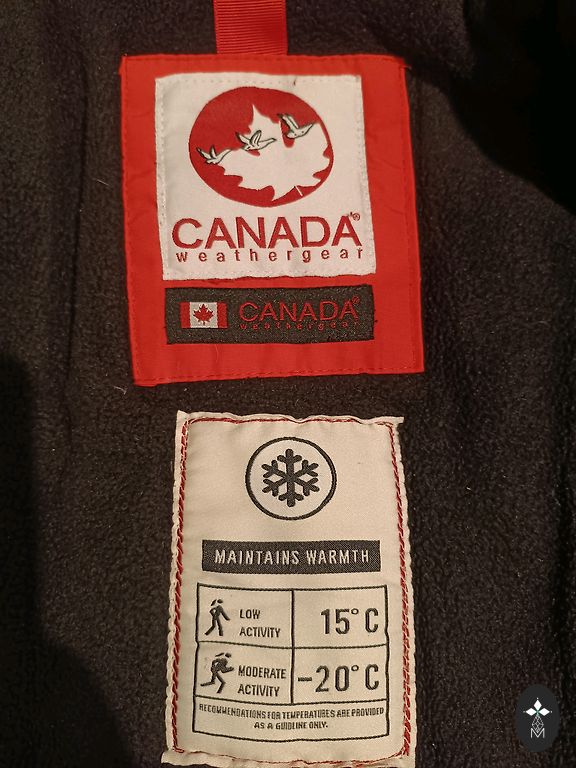 CANADA®
weathergear
CANADA®
weathergear
MAINTAINS WARMTH
LOW
ACTIVITY
15°C
MODERATE
ACTIVITY
-20°C
RECOMMENDATIONS FOR TEMPERATURES ARE PROVIDED
AS A GUIDLINE ONLY.